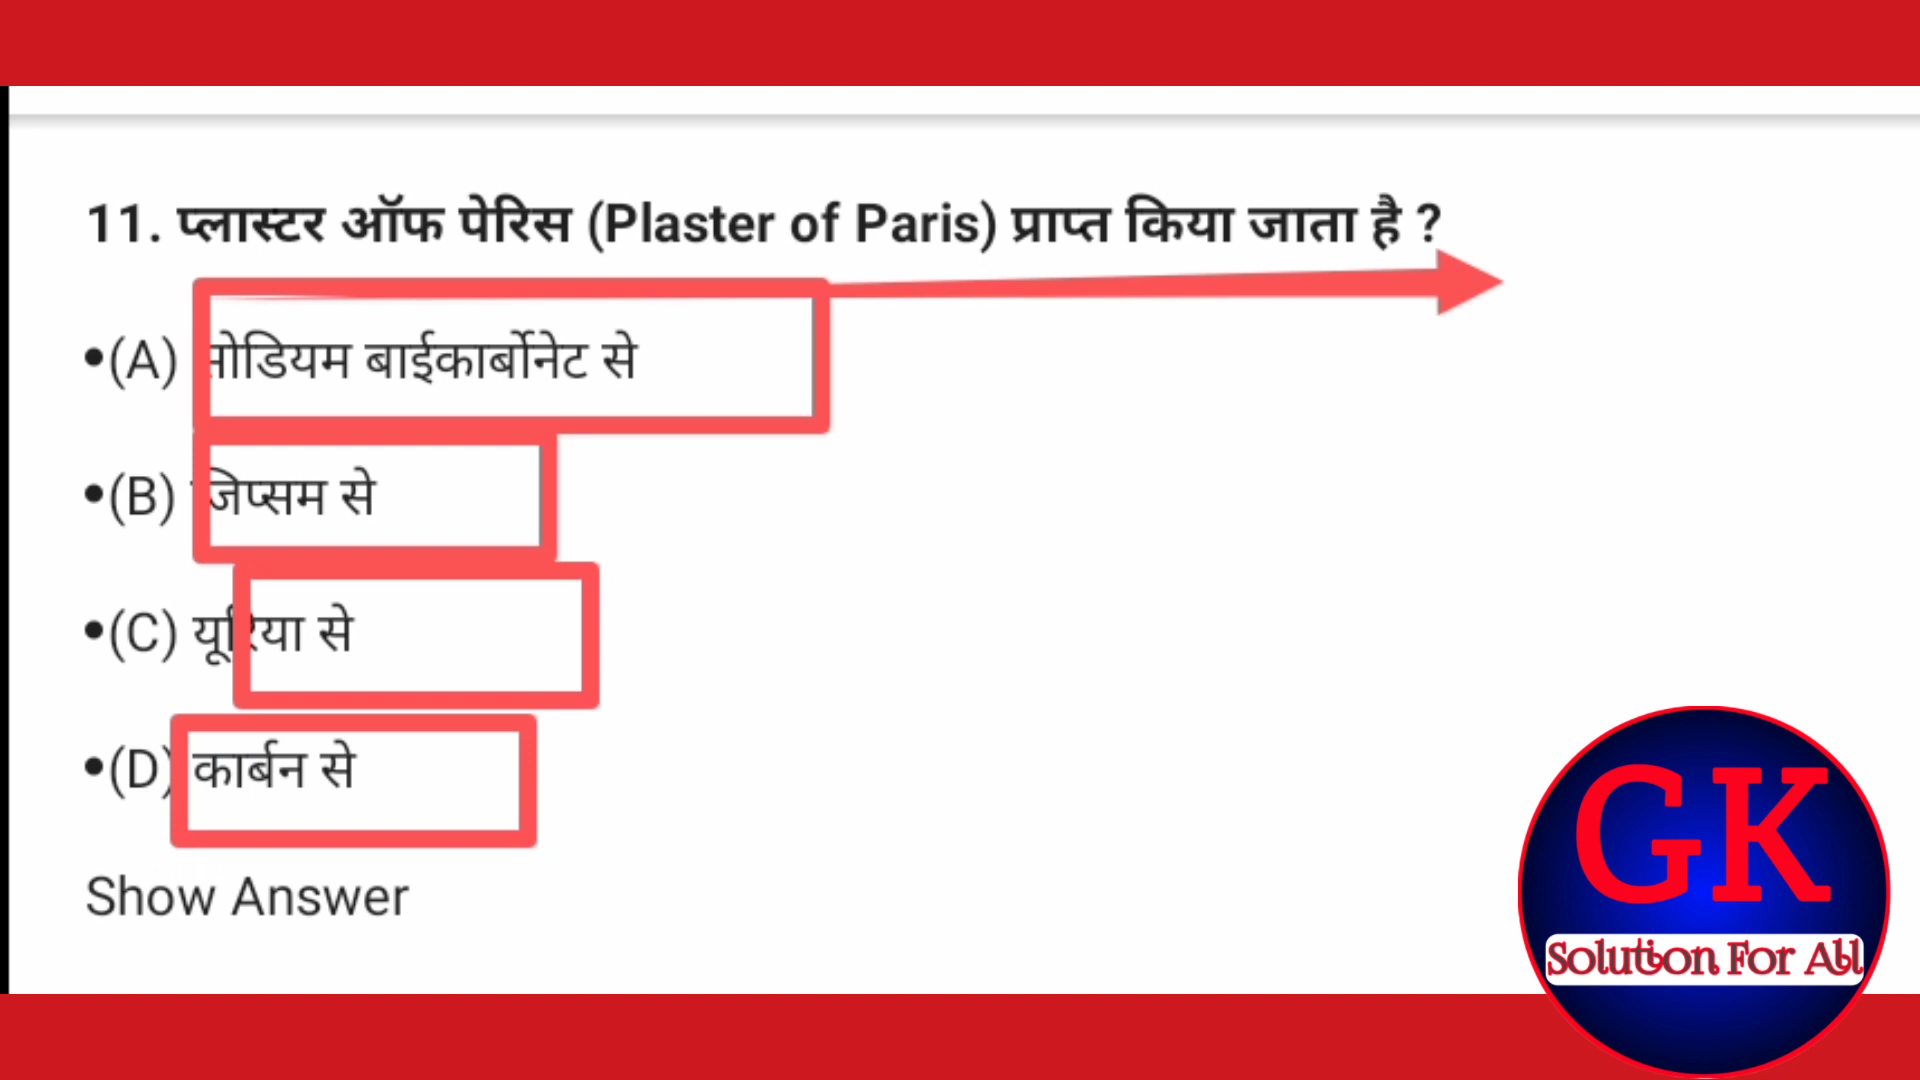 11. प्लास्टर ऑफ पेरिस (Plaster of Paris) प्राप्त किया जाता है ?
•(A) सोडियम बाईकार्बोनेट से
•(B) जिप्सम से
•(C) यूरिया से
•(D) कार्बन से
Show Answer
GK
Solution For All